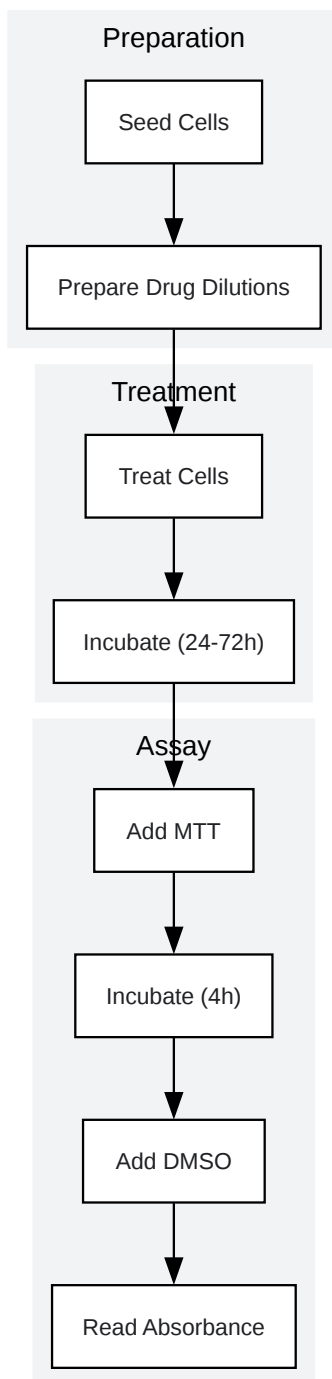 Preparation
Seed Cells
Prepare Drug Dilutions
Treatment
Treat Cells
Incubate (24-72h)
Assay
Add MTT
Incubate (4h)
Add DMSO
Read Absorbance